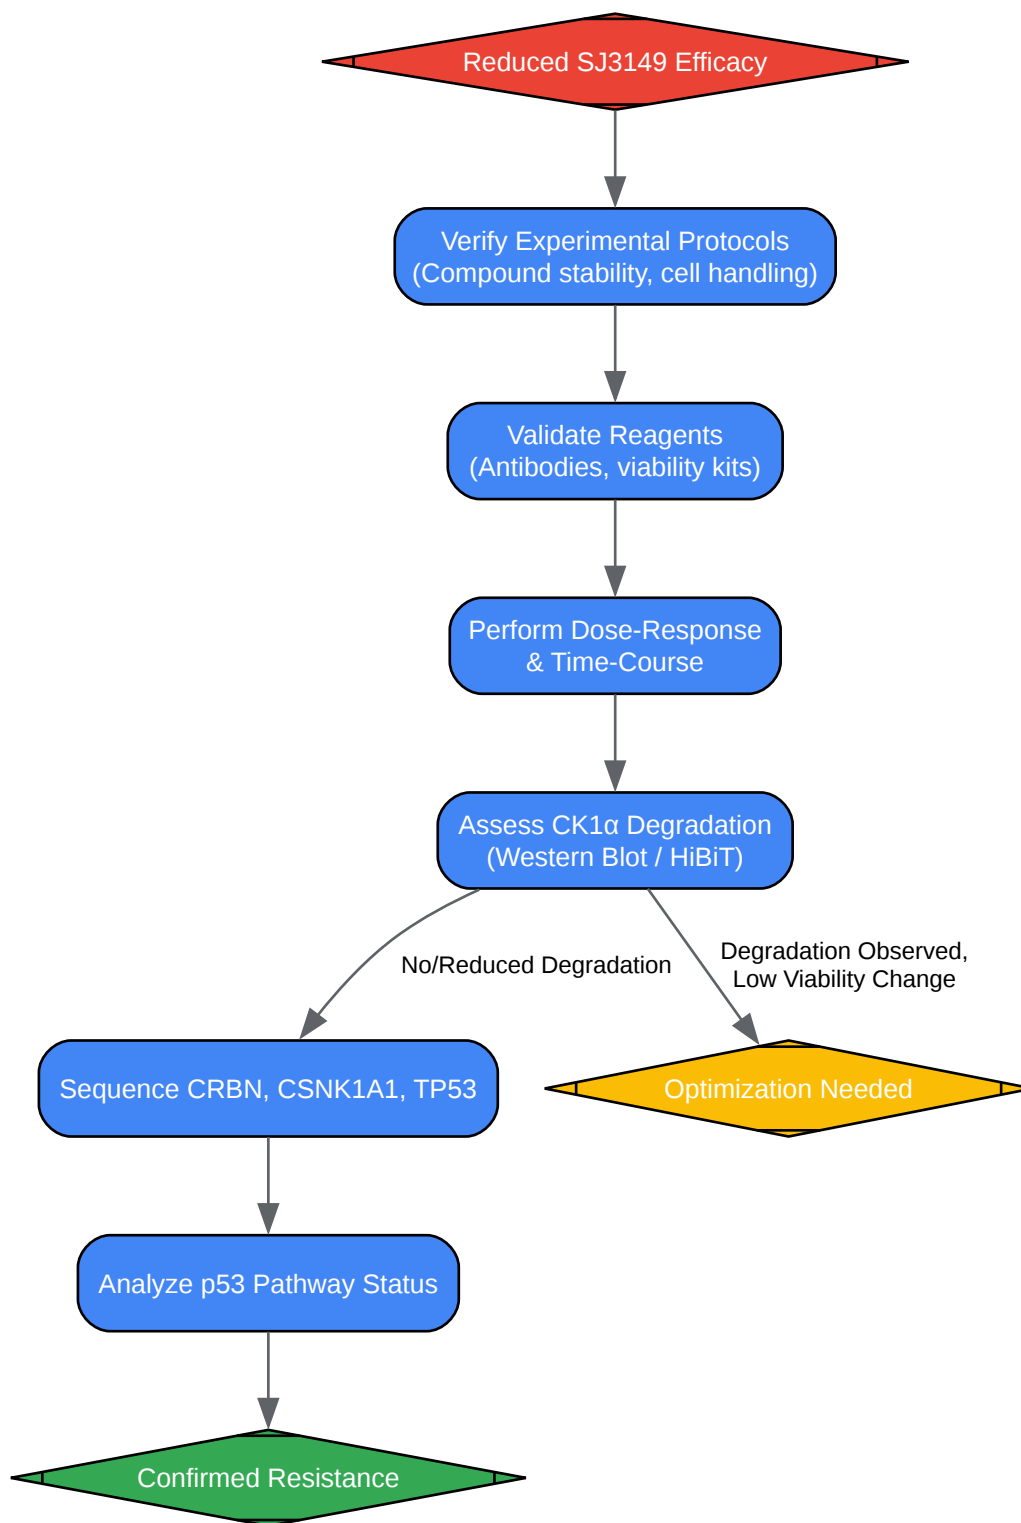 Reduced SJ3149 Efficacy
Verify Experimental Protocols
(Compound stability, cell handling)
Validate Reagents
(Antibodies, viability kits)
Perform Dose-Response
& Time-Course
Assess CK1α Degradation
(Western Blot / HiBiT)
No/Reduced Degradation
Degradation Observed,
Low Viability Change
Sequence CRBN, CSNK1A1, TP53
Optimization Needed
Analyze p53 Pathway Status
Confirmed Resistance